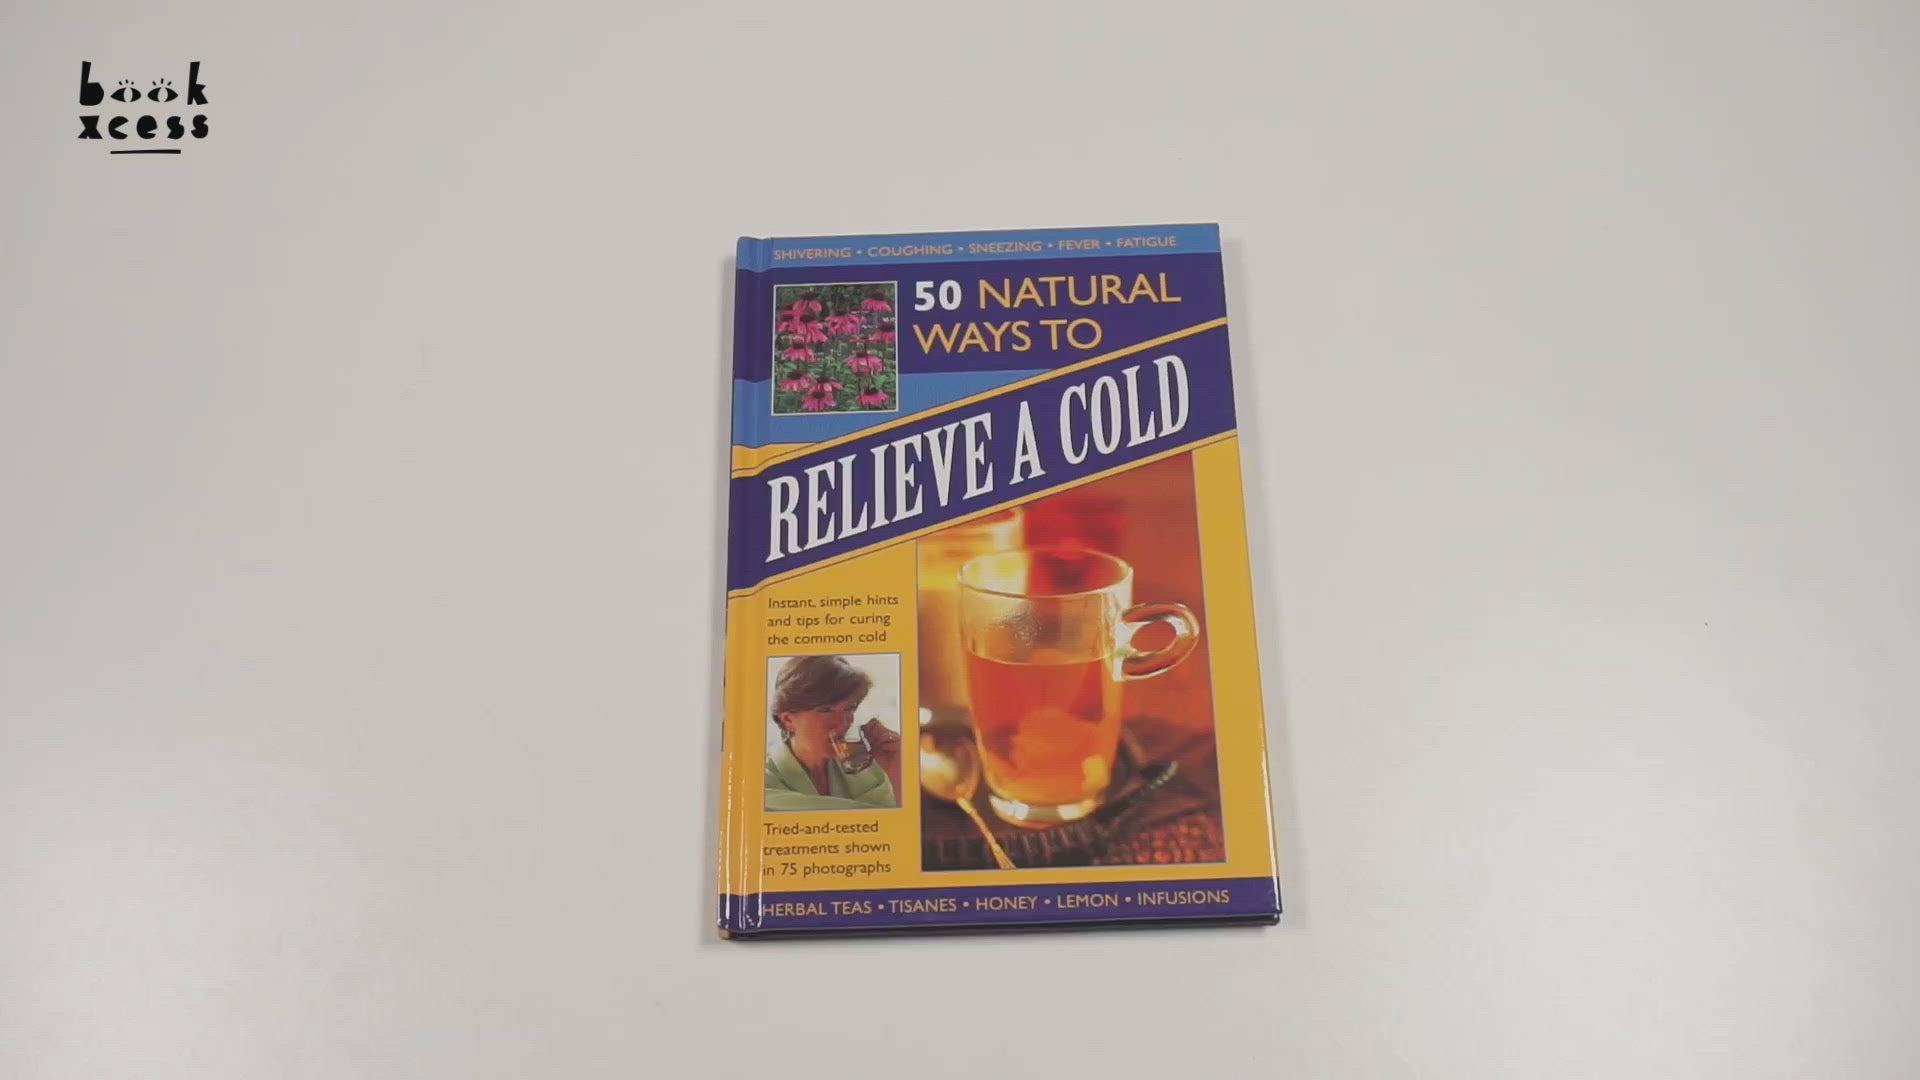 book
xcess
SHIVERING • COUGHING • SNEEZING • FEVER • FATIGUE
50 NATURAL
WAYS TO
RELIEVE A COLD
Instant, simple hints
and tips for curing
the common cold
Tried-and-tested
treatments shown
in 75 photographs
HERBAL TEAS • TISANES • HONEY • LEMON • INFUSIONS